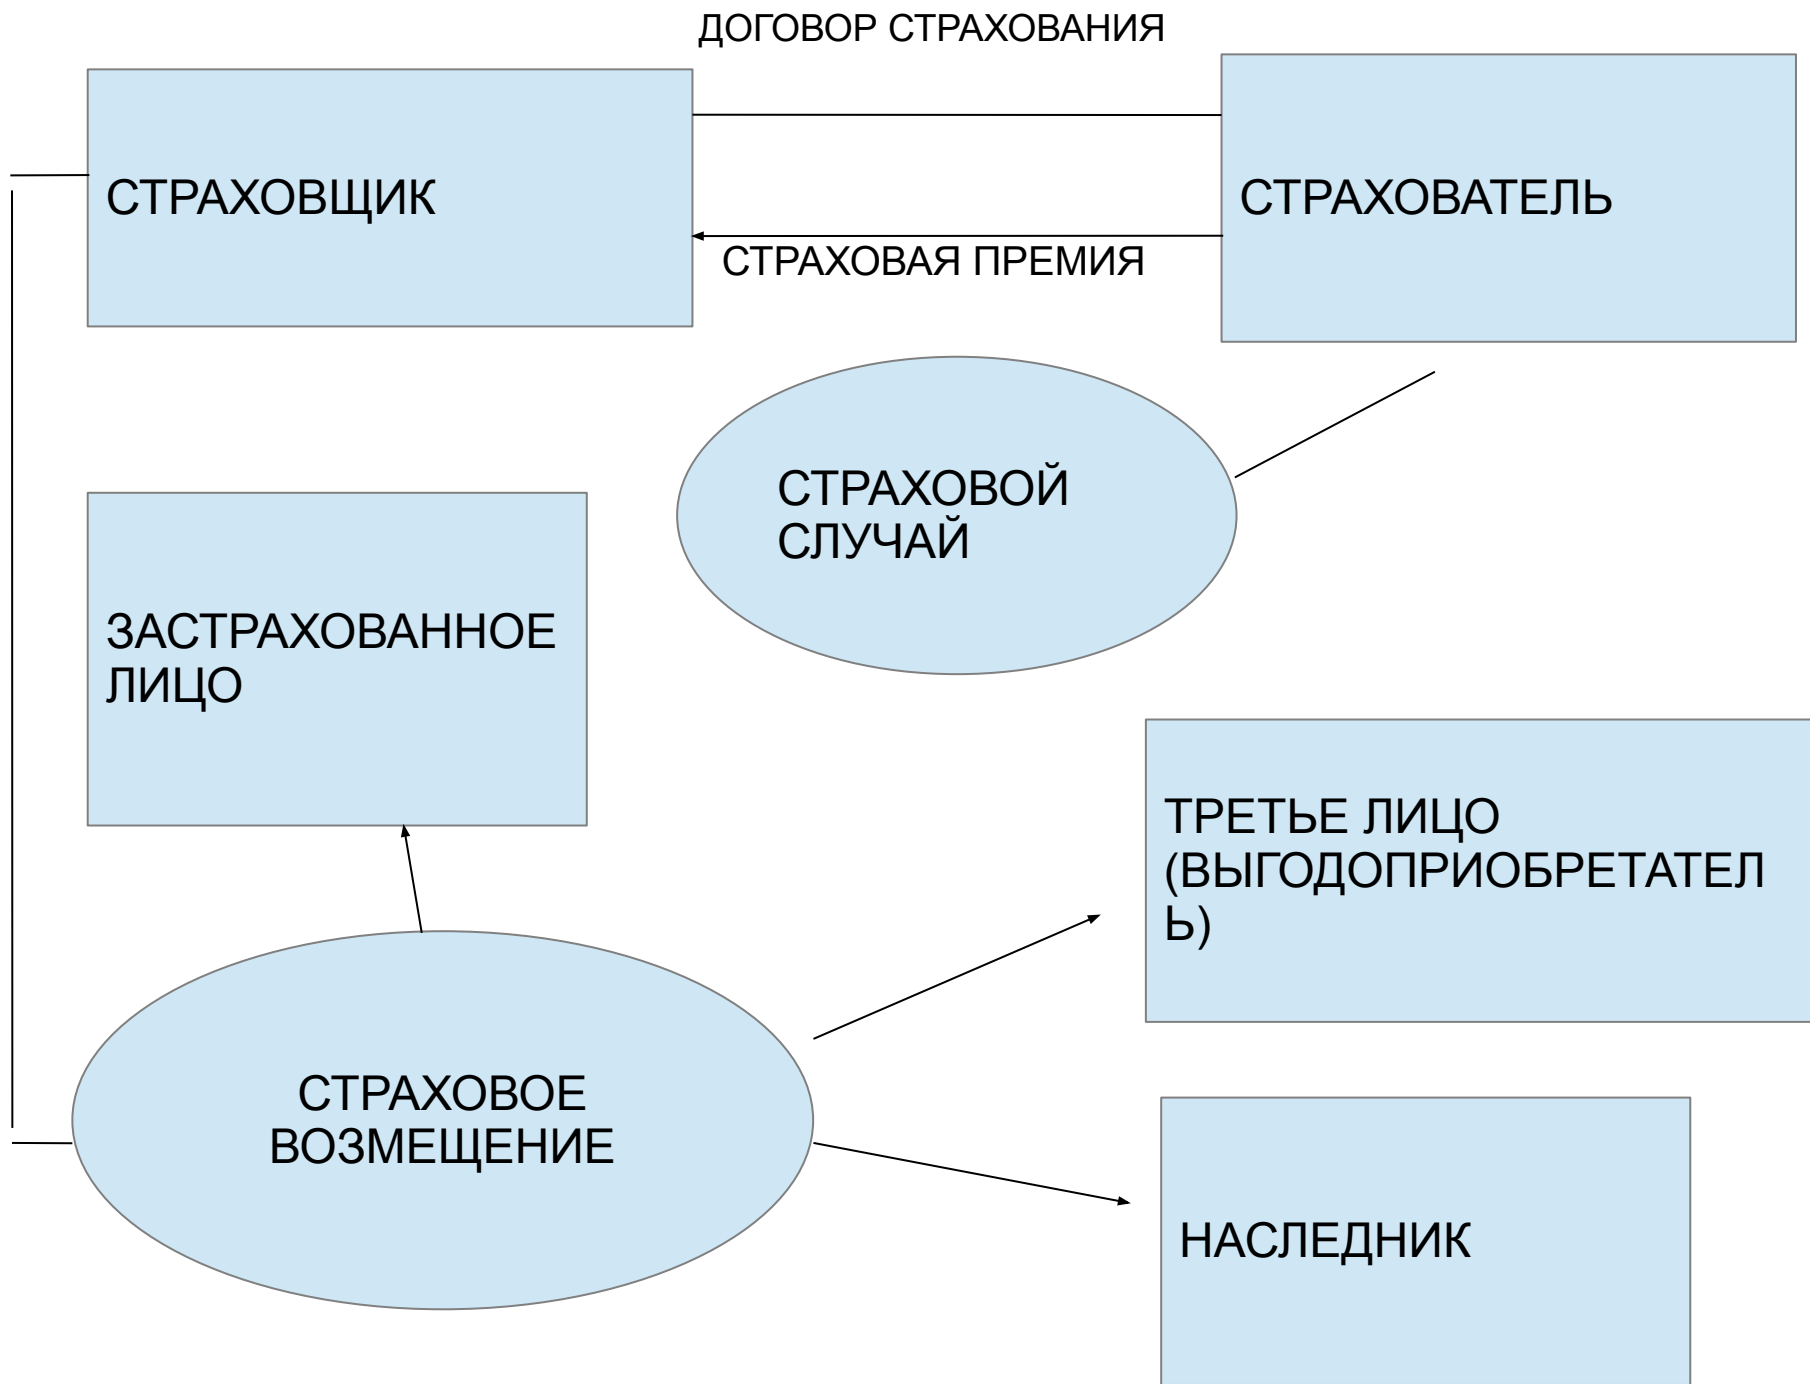 ДОГОВОР СТРАХОВАНИЯ
СТРАХОВЩИК
СТРАХОВАТЕЛЬ
СТРАХОВАЯ ПРЕМИЯ
СТРАХОВОЙ
СЛУЧАЙ
ЗАСТРАХОВАННОЕ
ЛИЦО
ТРЕТЬЕ ЛИЦО
(ВЫГОДОПРИОБРЕТАТЕЛ
Ь)
СТРАХОВОЕ
ВОЗМЕЩЕНИЕ
НАСЛЕДНИК